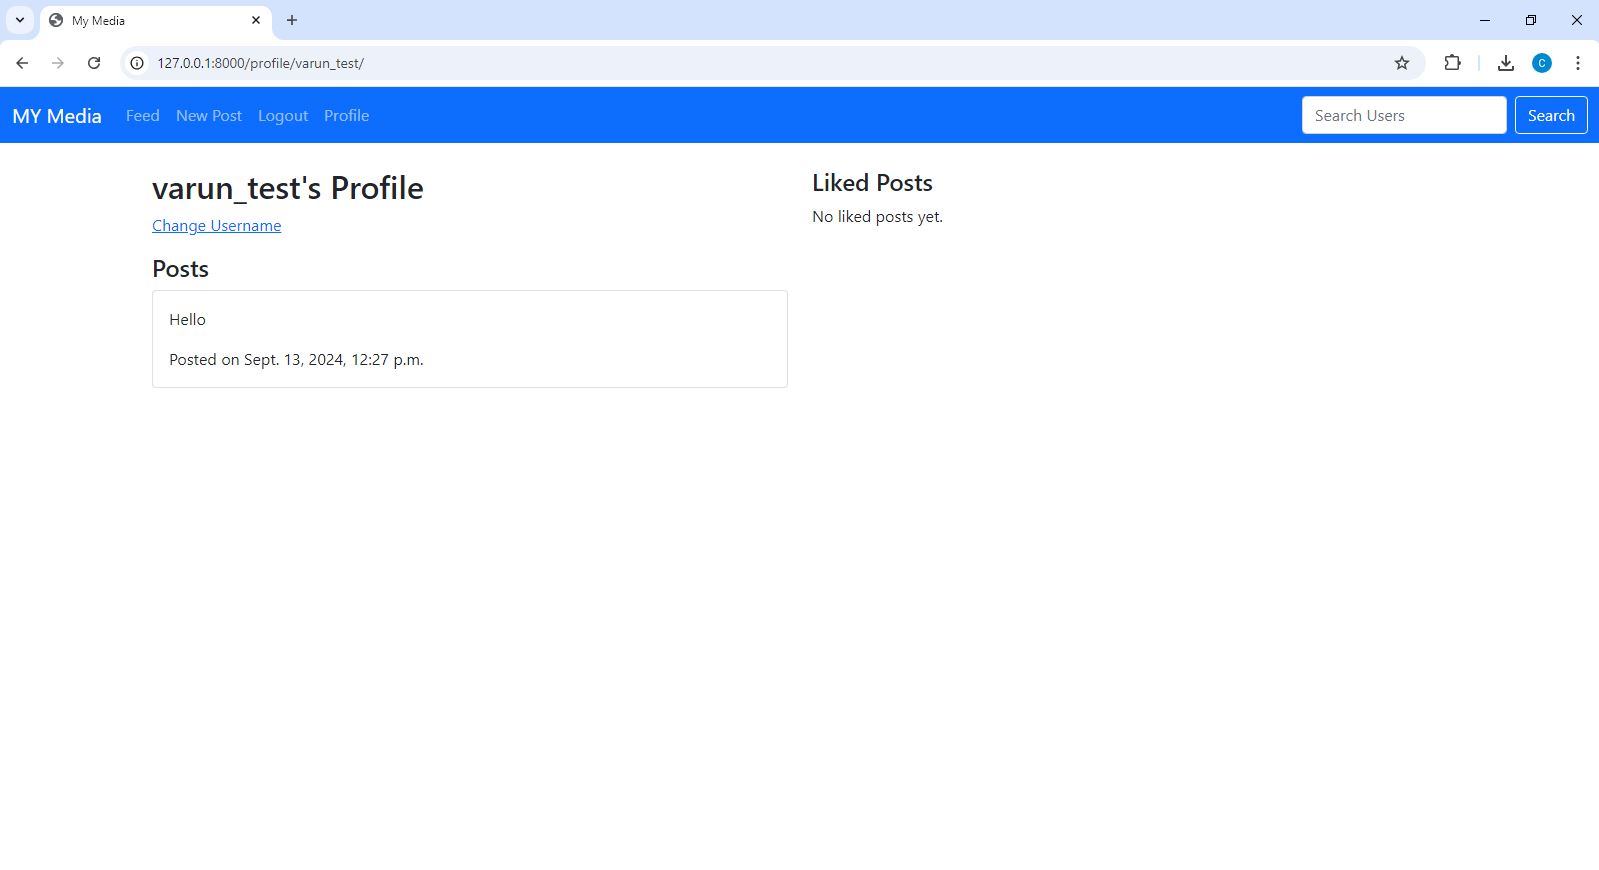 My Media
127.0.0.1:8000/profile/varun_test/
C
MY Media
Feed
New Post
Logout
Profile
Search Users
Search
varun_test's Profile
Change Username
Posts
Hello
Posted on Sept. 13, 2024, 12:27 p.m.
Liked Posts
No liked posts yet.